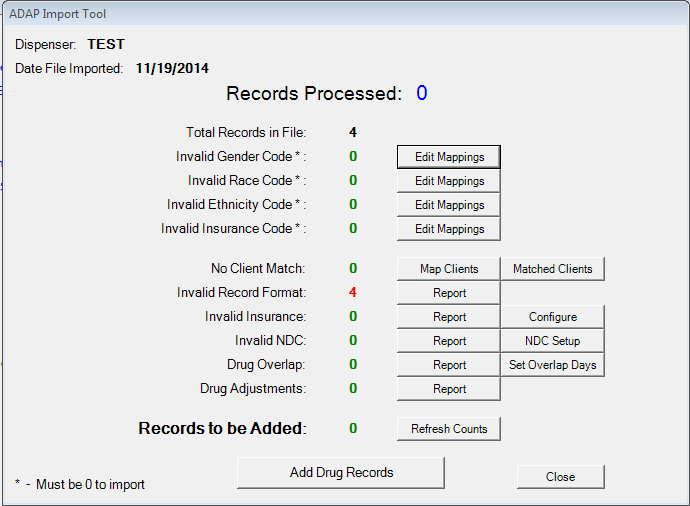 ADAP Import Tool
Dispenser: TEST
Date File Imported: 11/19/2014
Records Processed: 0
Total Records in File: 4
Invalid Gender Code * : 0 Edit Mappings
Invalid Race Code * : 0 Edit Mappings
Invalid Ethnicity Code * : 0 Edit Mappings
Invalid Insurance Code * : 0 Edit Mappings
No Client Match: 0 Map Clients Matched Clients
Invalid Record Format: 4 Report
Invalid Insurance: 0 Report Configure
Invalid NDC: 0 Report NDC Setup
Drug Overlap: 0 Report Set Overlap Days
Drug Adjustments: 0 Report
Records to be Added: 0 Refresh Counts
Add Drug Records Close
* - Must be 0 to import